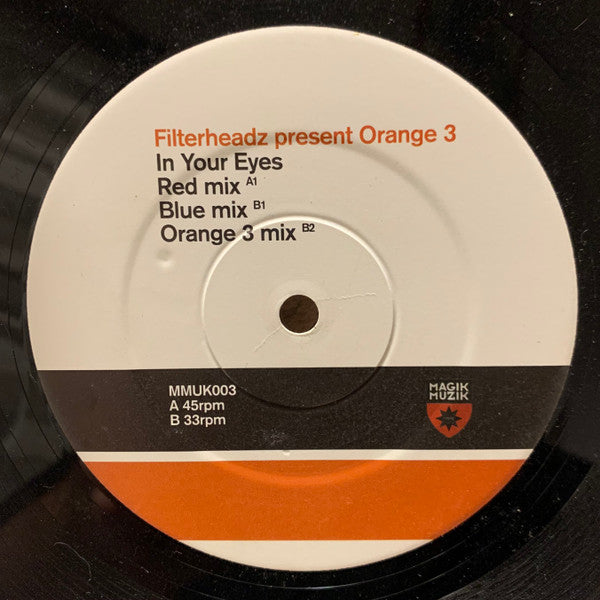 Filterheadz present Orange 3
In Your Eyes
Red mix A1
Blue mix B1
Orange 3 mix B2
MMUK003
A 45rpm
B 33rpm
MAGIK
MUZIK